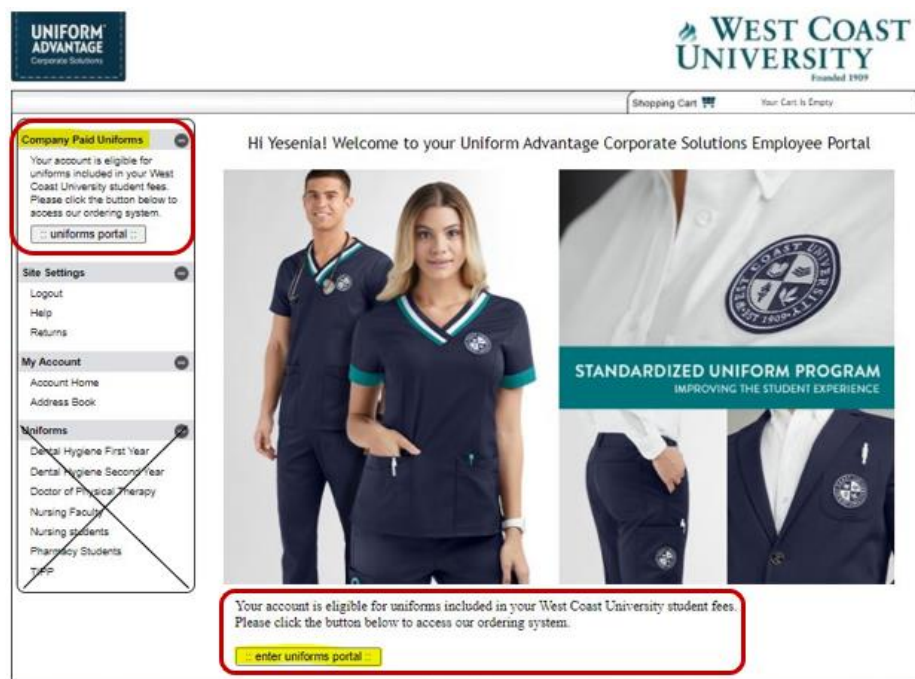 UNIFORM
ADVANTAGE
Corporate Solutions
WEST COAST
UNIVERSITY
Founded 1909
Shopping Cart
Your Cart Is Empty
Company Paid Uniforms
Your account is eligible for
uniforms included in your West
Coast University student fees.
Please click the button below to
access our ordering system.
:: uniforms portal ::
Site Settings
Logout
Help
Returns
My Account
Account Home
Address Book
Uniforms
Dental Hygiene First Year
Dental Hygiene Second Year
Doctor of Physical Therapy
Nursing Faculty
Nursing students
Pharmacy Students
TIPP
Hi Yesenia! Welcome to your Uniform Advantage Corporate Solutions Employee Portal
WEST COAST UNIVERSITY
EST 1909
STANDARDIZED UNIFORM PROGRAM
IMPROVING THE STUDENT EXPERIENCE
Your account is eligible for uniforms included in your West Coast University student fees.
Please click the button below to access our ordering system.
:: enter uniforms portal ::